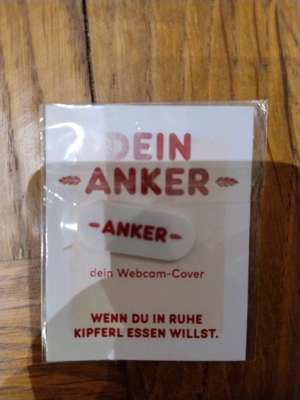 DEIN
ANKER
ANKER
dein Webcam-Cover
WENN DU IN RUHE
KIPFERL ESSEN WILLST.